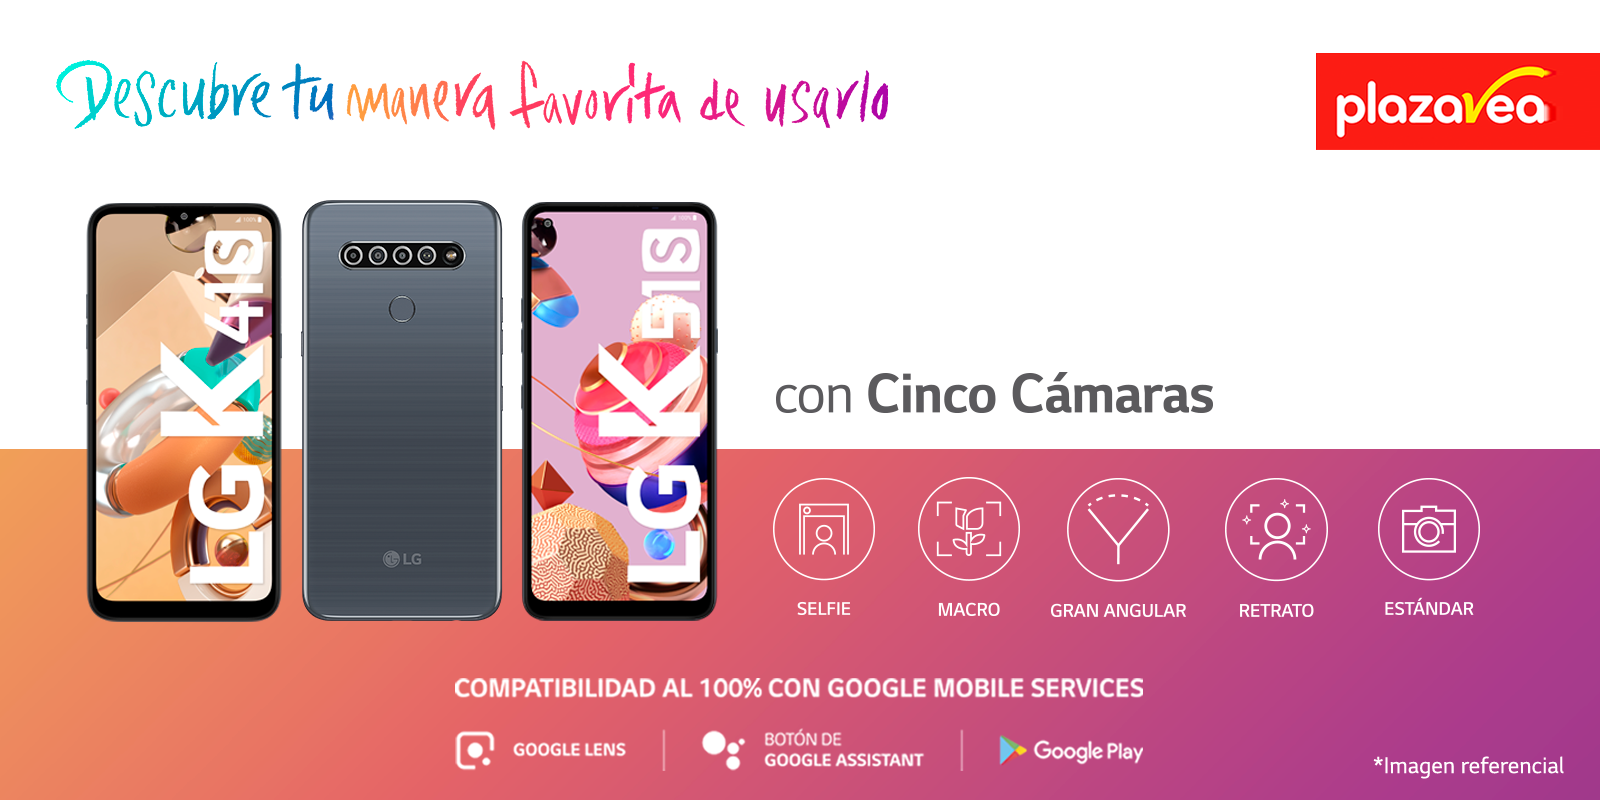 Descubre tu manera favorita de usarlo
plazavea
100%
100%
LG K41S
LG K51S
LG
con Cinco Cámaras
SELFIE
MACRO
GRAN ANGULAR
RETRATO
ESTÁNDAR
COMPATIBILIDAD AL 100% CON GOOGLE MOBILE SERVICES
GOOGLE LENS
BOTÓN DE
GOOGLE ASSISTANT
Google Play
*Imagen referencial